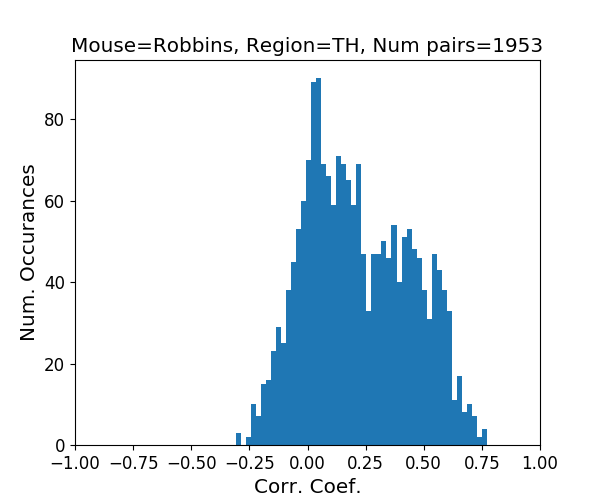 Mouse=Robbins, Region=TH, Num pairs=1953
Num. Occurances
80
60
40
20
0
−1.00 −0.75 −0.50 −0.25 0.00 0.25 0.50 0.75 1.00
Corr. Coef.